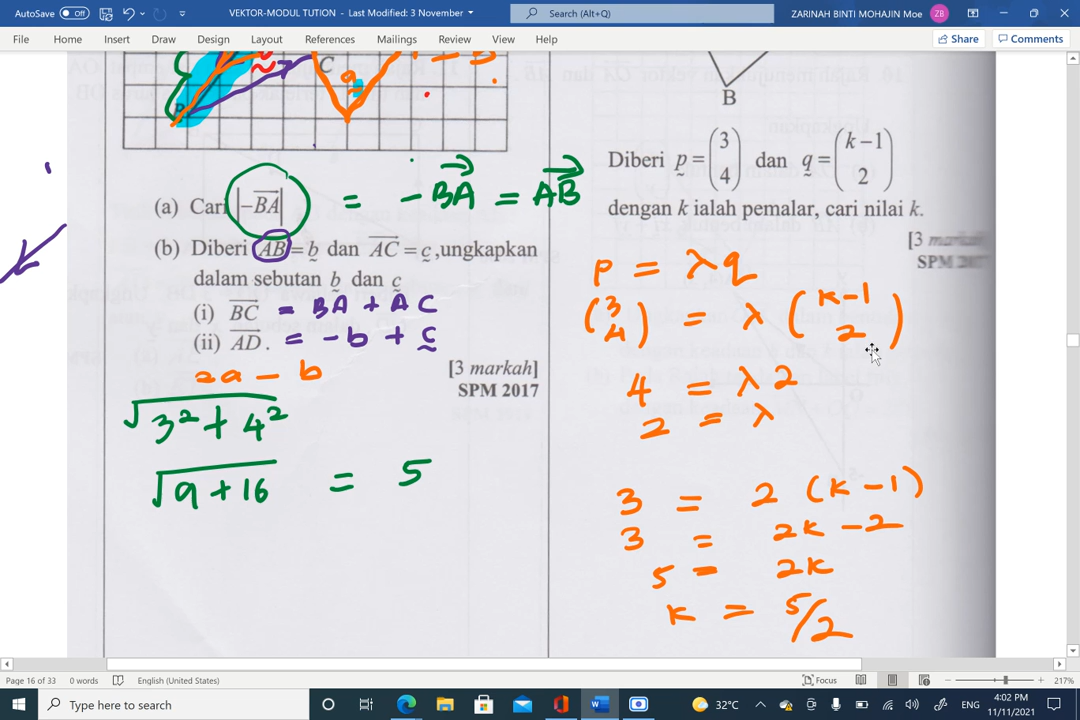 AutoSave Off VEKTOR-MODUL TUTION - Last Modified: 3 November Search (Alt+Q) ZARINAH BINTI MOHAJIN Moe ZB
File Home Insert Draw Design Layout References Mailings Review View Help Share Comments
C
q
B
(a) Cari |-BA| = - BA = AB
(b) Diberi AB = b dan AC = c, ungkapkan
dalam sebutan b dan c
(i) BC = BA + A C
(ii) AD. = - b + c
[3 markah]
SPM 2017
2a - b
√3² + 4²
√9 + 16 = 5
B
Diberi p = (3 4) dan q = (k-1 2)
dengan k ialah pemalar, cari nilai k.
[3 markah]
SPM
p = λ q
(3 4) = λ (k-1 2)
4 = λ 2
2 = λ
3 = 2 (k - 1)
3 = 2k - 2
5 = 2k
k = 5/2
Page 16 of 33 0 words English (United States) Focus 217%
Type here to search 32°C ENG 4:02 PM
11/11/2021